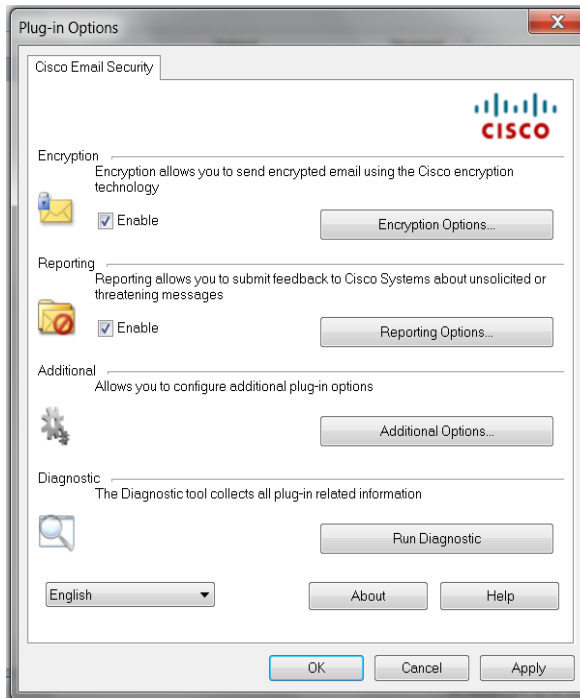 Plug-in Options
Cisco Email Security
CISCO
Encryption
Encryption allows you to send encrypted email using the Cisco encryption
technology
Enable
Encryption Options...
Reporting
Reporting allows you to submit feedback to Cisco Systems about unsolicited or
threatening messages
Enable
Reporting Options...
Additional
Allows you to configure additional plug-in options
Additional Options...
Diagnostic
The Diagnostic tool collects all plug-in related information
Run Diagnostic
English
About
Help
OK
Cancel
Apply